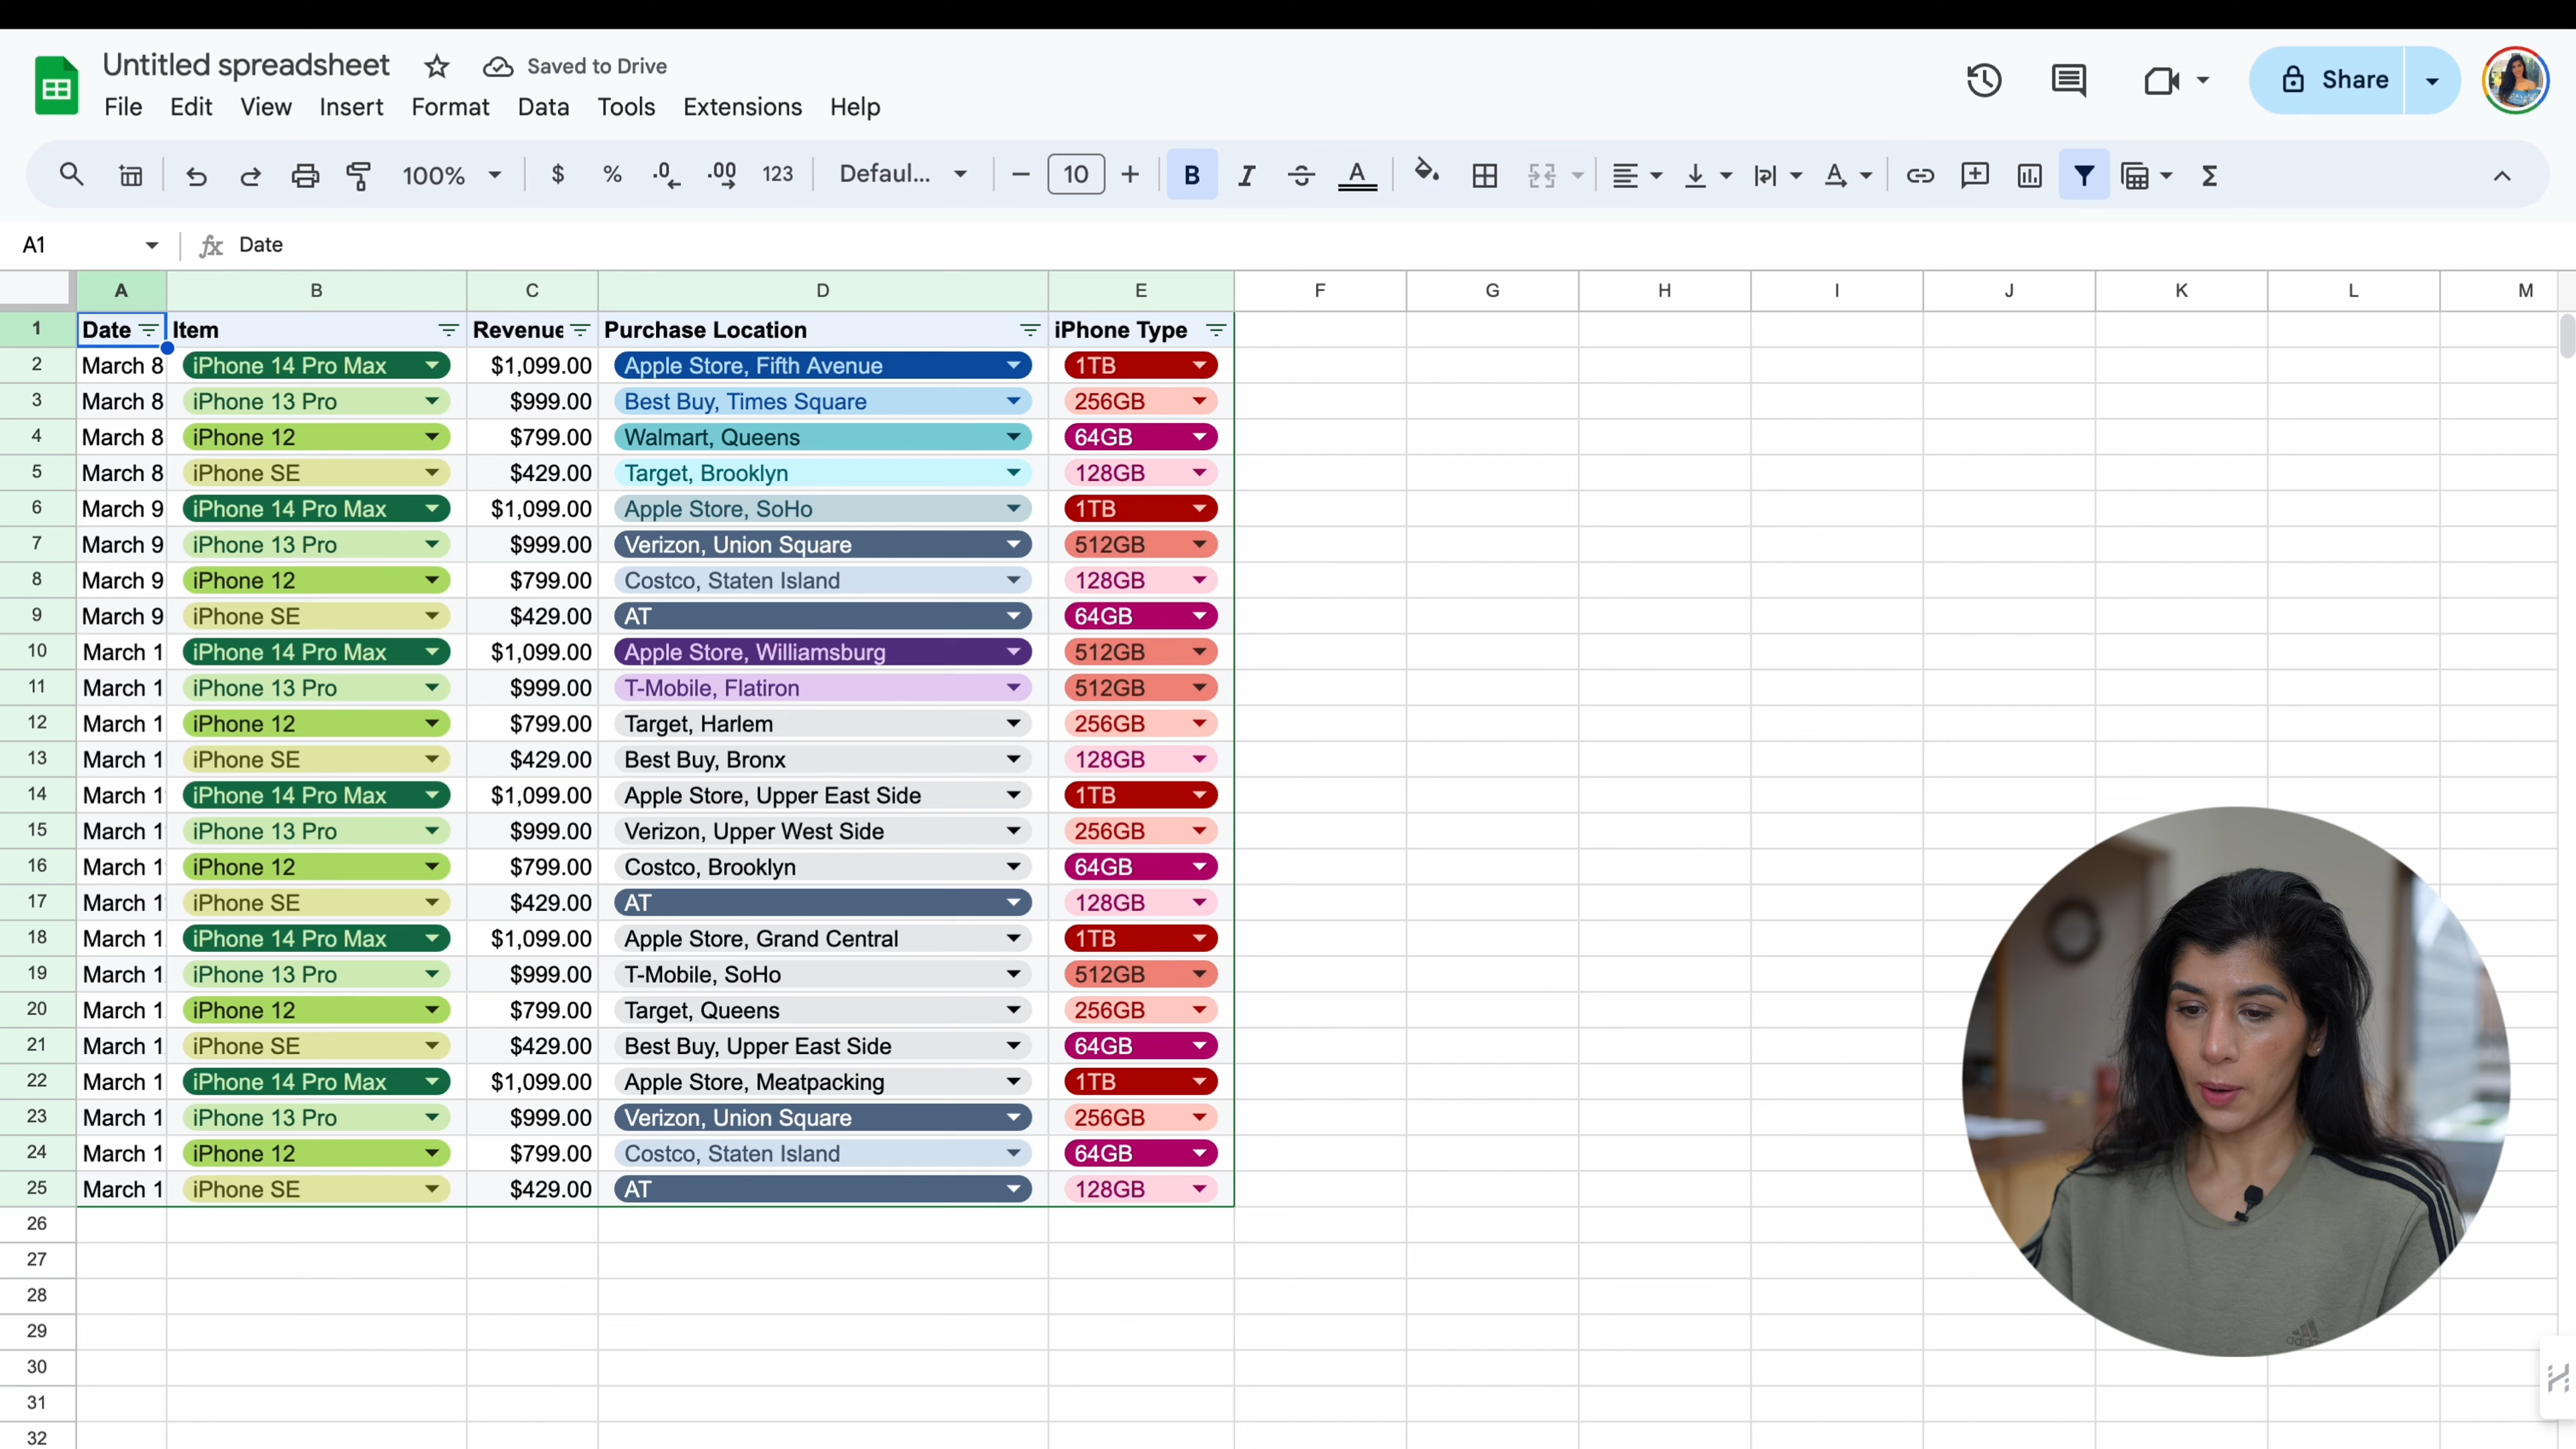 Untitled spreadsheet Saved to Drive
File Edit View Insert Format Data Tools Extensions Help
Share
100% $ % .0 .00 123 Defaul... 10 B I A A Σ
A1 fx Date
A B C D E F G H I J K L M
1 Date Item Revenue Purchase Location iPhone Type
2 March 8 iPhone 14 Pro Max $1,099.00 Apple Store, Fifth Avenue 1TB
3 March 8 iPhone 13 Pro $999.00 Best Buy, Times Square 256GB
4 March 8 iPhone 12 $799.00 Walmart, Queens 64GB
5 March 8 iPhone SE $429.00 Target, Brooklyn 128GB
6 March 9 iPhone 14 Pro Max $1,099.00 Apple Store, SoHo 1TB
7 March 9 iPhone 13 Pro $999.00 Verizon, Union Square 512GB
8 March 9 iPhone 12 $799.00 Costco, Staten Island 128GB
9 March 9 iPhone SE $429.00 AT 64GB
10 March 1 iPhone 14 Pro Max $1,099.00 Apple Store, Williamsburg 512GB
11 March 1 iPhone 13 Pro $999.00 T-Mobile, Flatiron 512GB
12 March 1 iPhone 12 $799.00 Target, Harlem 256GB
13 March 1 iPhone SE $429.00 Best Buy, Bronx 128GB
14 March 1 iPhone 14 Pro Max $1,099.00 Apple Store, Upper East Side 1TB
15 March 1 iPhone 13 Pro $999.00 Verizon, Upper West Side 256GB
16 March 1 iPhone 12 $799.00 Costco, Brooklyn 64GB
17 March 1 iPhone SE $429.00 AT 128GB
18 March 1 iPhone 14 Pro Max $1,099.00 Apple Store, Grand Central 1TB
19 March 1 iPhone 13 Pro $999.00 T-Mobile, SoHo 512GB
20 March 1 iPhone 12 $799.00 Target, Queens 256GB
21 March 1 iPhone SE $429.00 Best Buy, Upper East Side 64GB
22 March 1 iPhone 14 Pro Max $1,099.00 Apple Store, Meatpacking 1TB
23 March 1 iPhone 13 Pro $999.00 Verizon, Union Square 256GB
24 March 1 iPhone 12 $799.00 Costco, Staten Island 64GB
25 March 1 iPhone SE $429.00 AT 128GB
26
27
28
29
30
31
32
adidas